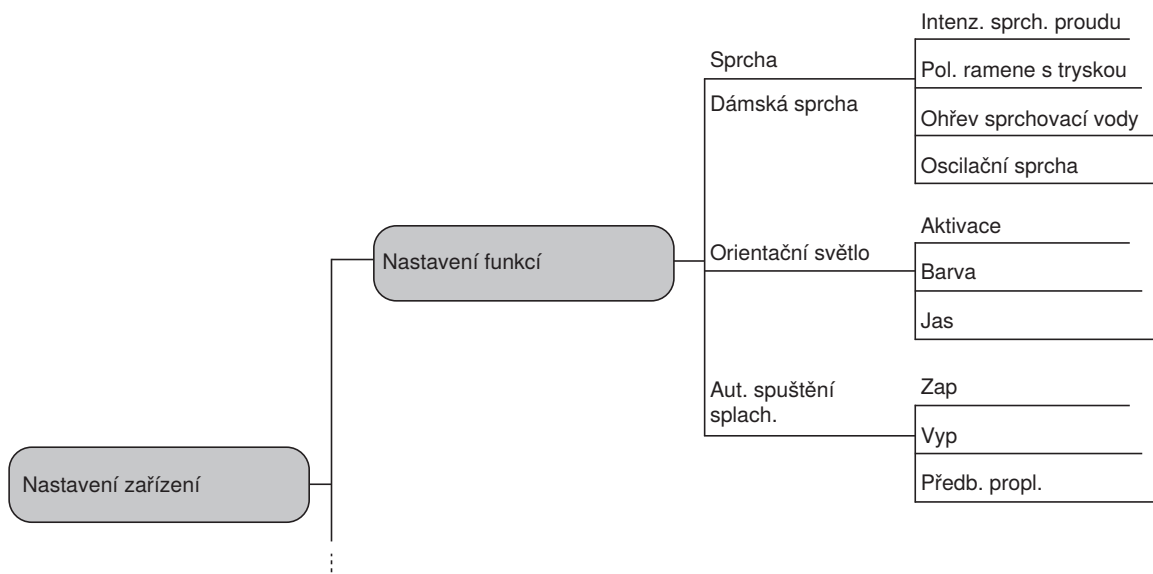 Intenz. sprch. proudu
Sprcha
Pol. ramene s tryskou
Dámská sprcha
Ohřev sprchovací vody
Oscilační sprcha
Aktivace
Orientační světlo
Nastavení funkcí
Barva
Jas
Aut. spuštění
splach.
Zap
Vyp
Předb. propl.
Nastavení zařízení